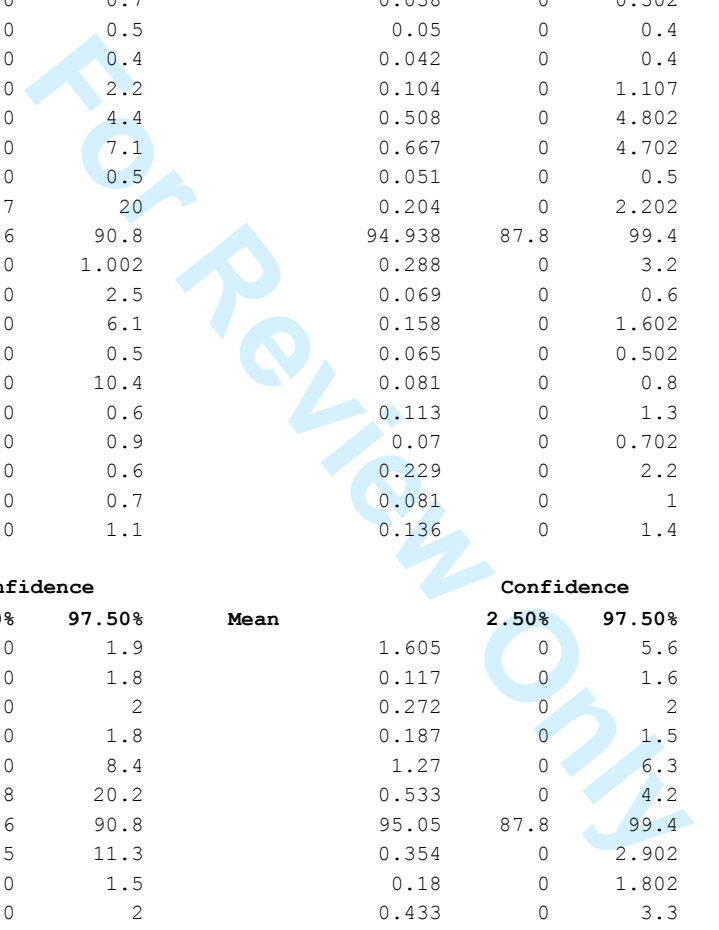 0 0.7 0.058 0 0.502
0 0.5 0.05 0 0.4
0 0.4 0.042 0 0.4
0 2.2 0.104 0 1.107
0 4.4 0.508 0 4.802
0 7.1 0.667 0 4.702
0 0.5 0.051 0 0.5
7 20 0.204 0 2.202
6 90.8 94.938 87.8 99.4
0 1.002 0.288 0 3.2
0 2.5 0.069 0 0.6
0 6.1 0.158 0 1.602
0 0.5 0.065 0 0.502
0 10.4 0.081 0 0.8
0 0.6 0.113 0 1.3
0 0.9 0.07 0 0.702
0 0.6 0.229 0 2.2
0 0.7 0.081 0 1
0 1.1 0.136 0 1.4
nfidence Confidence
% 97.50% Mean 2.50% 97.50%
0 1.9 1.605 0 5.6
0 1.8 0.117 0 1.6
0 2 0.272 0 2
0 1.8 0.187 0 1.5
0 8.4 1.27 0 6.3
8 20.2 0.533 0 4.2
6 90.8 95.05 87.8 99.4
5 11.3 0.354 0 2.902
0 1.5 0.18 0 1.802
0 2 0.433 0 3.3
For Review Only